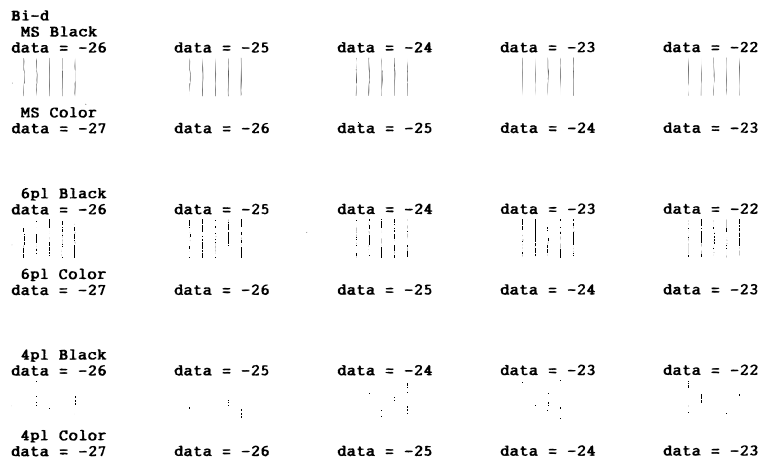 Bi-d
MS Black
data = -26 data = -25 data = -24 data = -23 data = -22
MS Color
data = -27 data = -26 data = -25 data = -24 data = -23
6pl Black
data = -26 data = -25 data = -24 data = -23 data = -22
6pl Color
data = -27 data = -26 data = -25 data = -24 data = -23
4pl Black
data = -26 data = -25 data = -24 data = -23 data = -22
4pl Color
data = -27 data = -26 data = -25 data = -24 data = -23